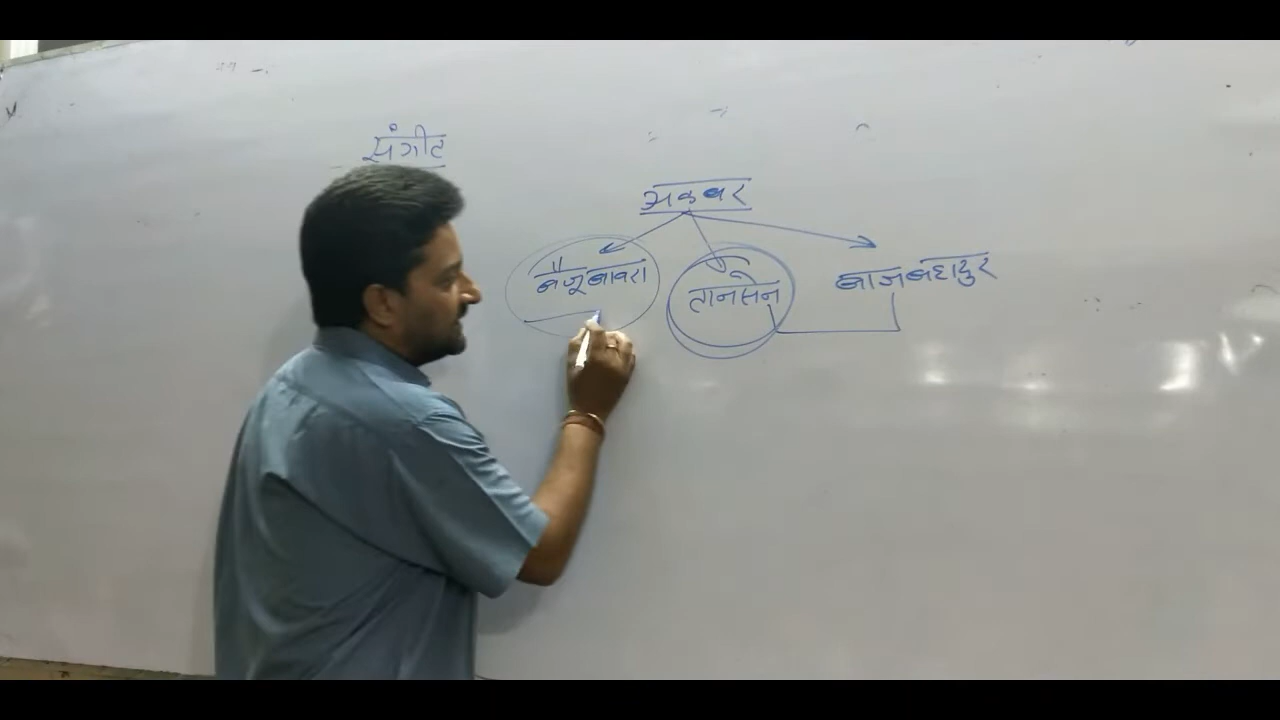 संगीत
अकबर
बैजू बावरा
तानसेन
बाजबहादुर